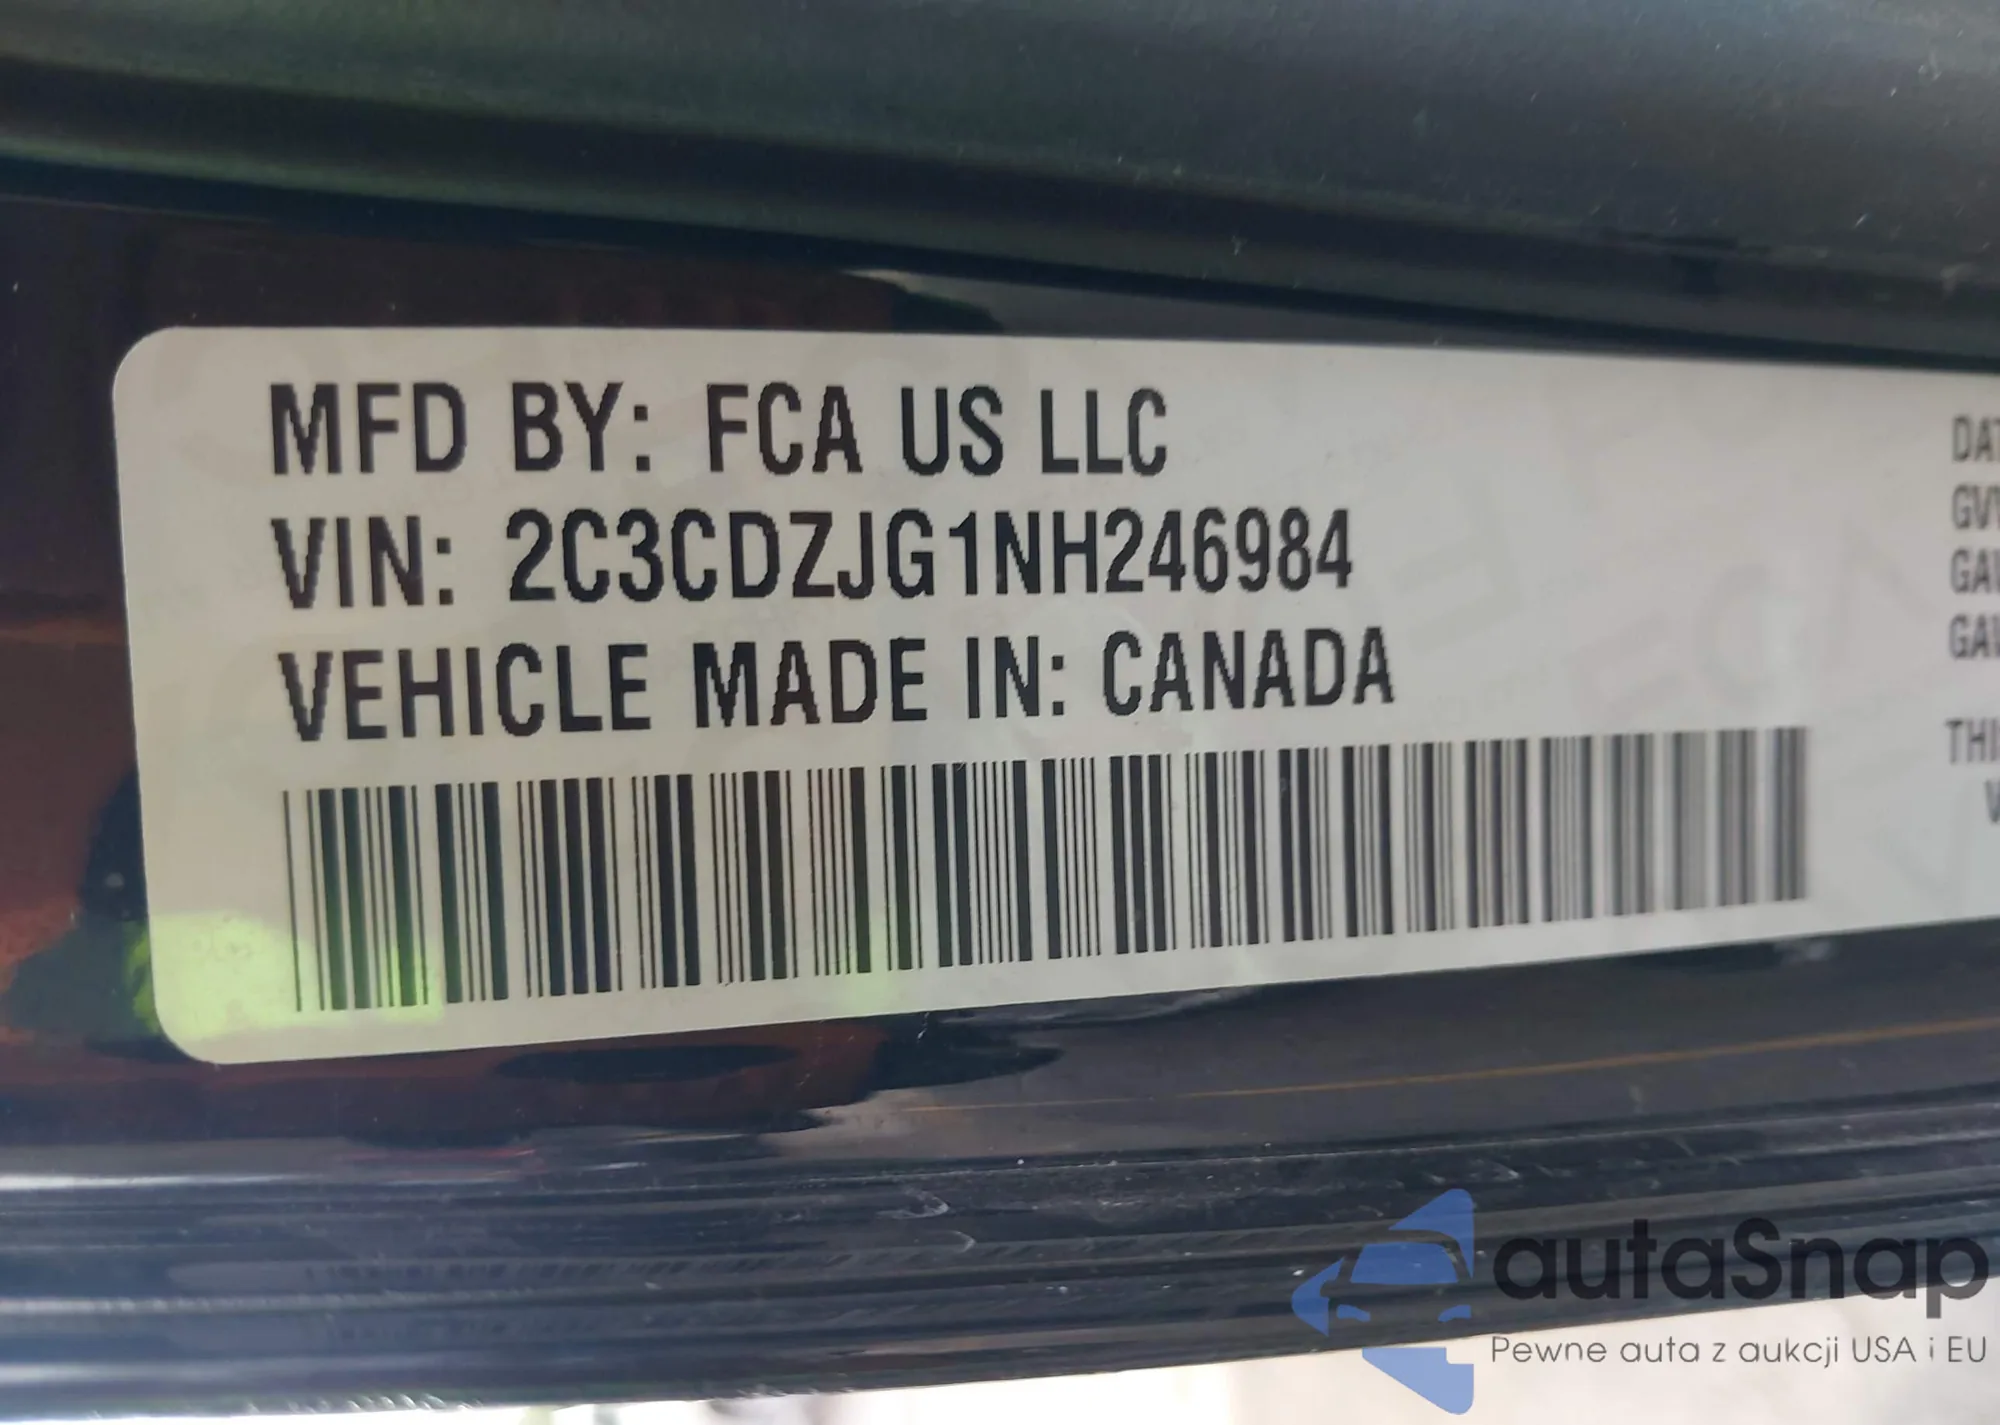 MFD BY: FCA US LLC
VIN: 2C3CDZJG1NH246984
VEHICLE MADE IN: CANADA
autaSnap
Pewne auta z aukcji USA i EU